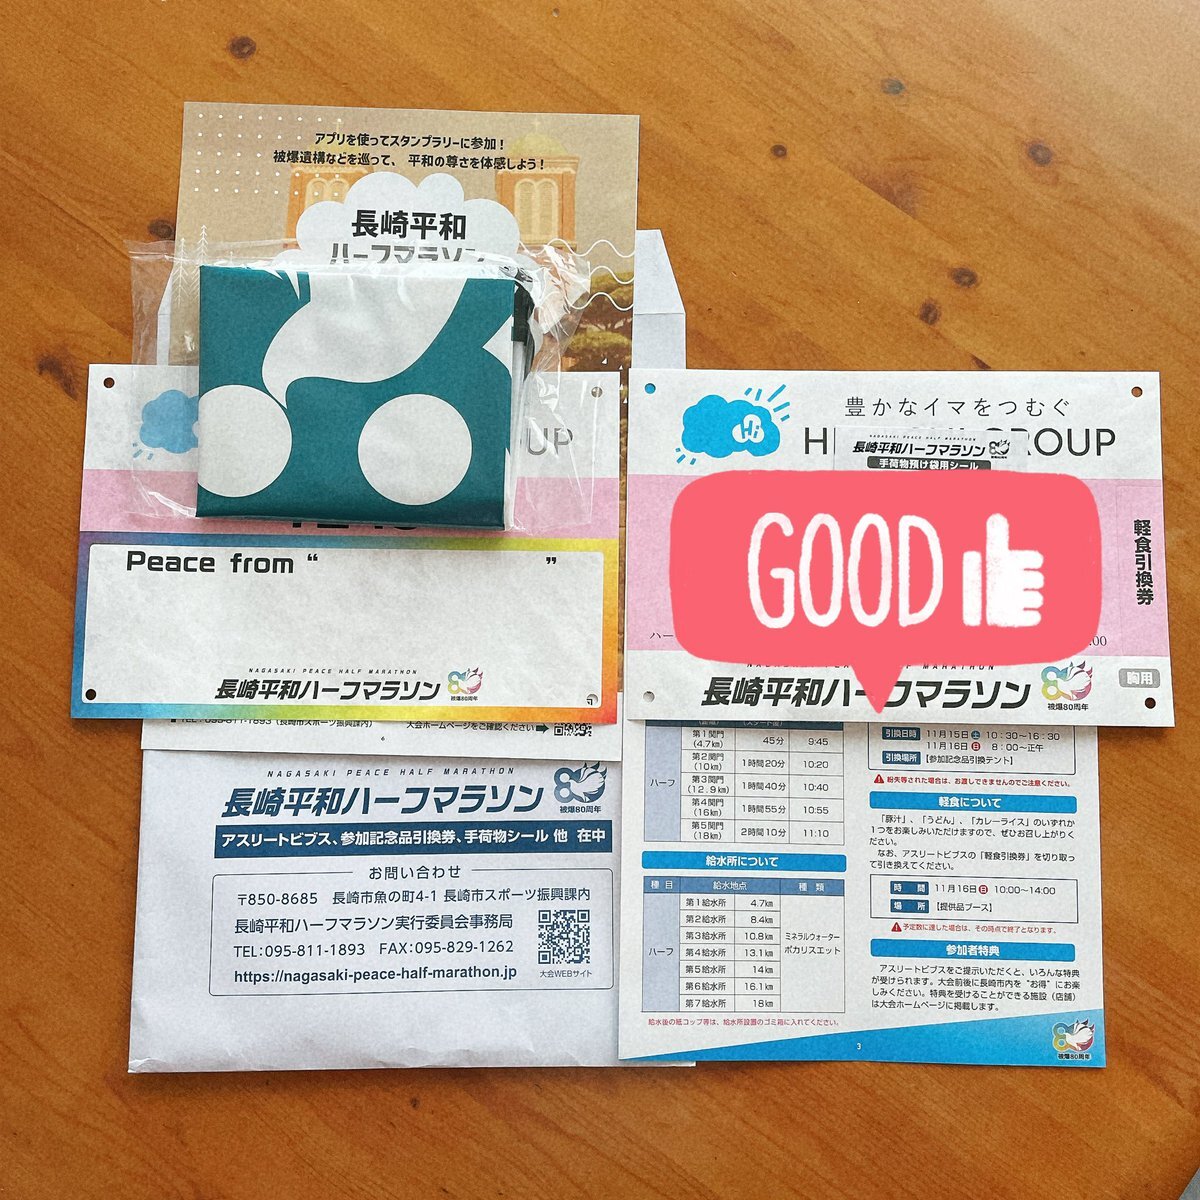 アプリを使ってスタンプラリーに参加!
被爆遺構などを巡って、平和の尊さを体感しよう!
長崎平和
ハーフマラソン
UP
Peace from “ ”
NAGASAKI PEACE HALF MARATHON
長崎平和ハーフマラソン
被爆80周年
Hi
豊かなイマをつむぐ
GROUP
NAGASAKI PEACE HALF MARATHON
長崎平和ハーフマラソン
手荷物預け袋用シール
GOOD
軽食引換券
ハー
:00
長崎平和ハーフマラソン
被爆80周年
胸用
TEL:095-811-1893(長崎市スポーツ振興課内)
大会ホームページをご確認ください
6
NAGASAKI PEACE HALF MARATHON
長崎平和ハーフマラソン
被爆80周年
アスリートビブス、参加記念品引換券、手荷物シール 他 在中
お問い合わせ
〒850-8685 長崎市魚の町4-1 長崎市スポーツ振興課内
長崎平和ハーフマラソン実行委員会事務局
TEL:095-811-1893 FAX:095-829-1262
https://nagasaki-peace-half-marathon.jp
大会WEBサイト
ハーフ
第1関門(4.7km) 45分 9:45
第2関門(10km) 1時間20分 10:20
第3関門(12.9km) 1時間40分 10:40
第4関門(16km) 1時間55分 10:55
第5関門(18km) 2時間10分 11:10
給水所について
種目 給水地点 種類
ハーフ
第1給水所 4.7km
第2給水所 8.4km
第3給水所 10.8km
第4給水所 13.1km
第5給水所 14km
第6給水所 16.1km
第7給水所 18km
ミネラルウォーター
ポカリスエット
給水後の紙コップ等は、給水所設置のゴミ箱に入れてください。
引換日時 11月15日土 10:30~16:30
11月16日日 8:00~正午
引換場所 【参加記念品引換テント】
紛失等された場合は、お渡しできませんのでご注意ください。
軽食について
「豚汁」、「うどん」、「カレーライス」のいずれか
1つをお楽しみいただけますので、ぜひお召し上がりく
ださい。
なお、アスリートビブスの「軽食引換券」を切り取っ
て引き換えてください。
時間 11月16日日 10:00~14:00
場所 【提供品ブース】
予定数に達した場合は、その時点で終了となります。
参加者特典
アスリートビブスをご提示いただくと、いろんな特典
が受けられます。大会前後に長崎市内を“お得”にお楽
しみください。特典を受けることができる施設(店舗)
は大会ホームページに掲載します。
3
被爆80周年